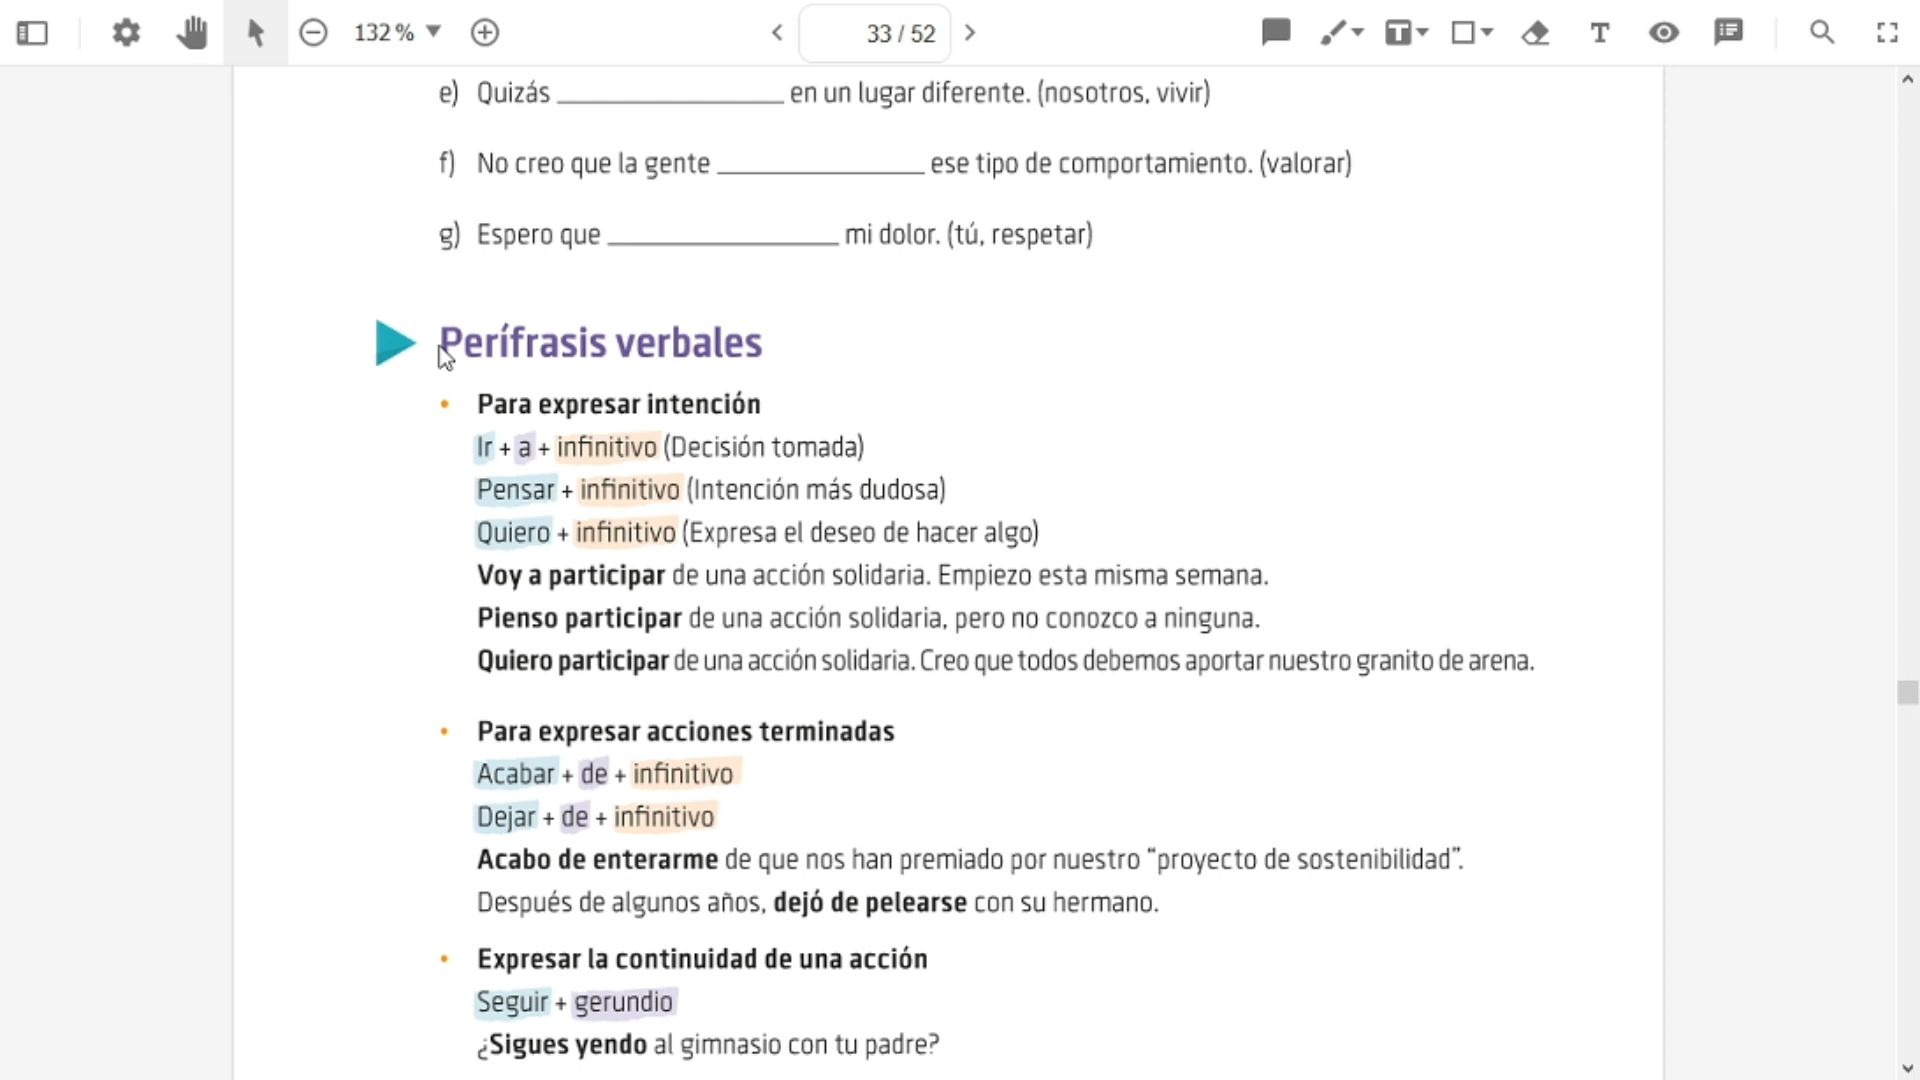 132 %
33 / 52
T
T
e) Quizás ________________ en un lugar diferente. (nosotros, vivir)
f) No creo que la gente ________________ ese tipo de comportamiento. (valorar)
g) Espero que ________________ mi dolor. (tú, respetar)
Perífrasis verbales
• Para expresar intención
Ir + a + infinitivo (Decisión tomada)
Pensar + infinitivo (Intención más dudosa)
Quiero + infinitivo (Expresa el deseo de hacer algo)
Voy a participar de una acción solidaria. Empiezo esta misma semana.
Pienso participar de una acción solidaria, pero no conozco a ninguna.
Quiero participar de una acción solidaria. Creo que todos debemos aportar nuestro granito de arena.
• Para expresar acciones terminadas
Acabar + de + infinitivo
Dejar + de + infinitivo
Acabo de enterarme de que nos han premiado por nuestro “proyecto de sostenibilidad”.
Después de algunos años, dejó de pelearse con su hermano.
• Expresar la continuidad de una acción
Seguir + gerundio
¿Sigues yendo al gimnasio con tu padre?